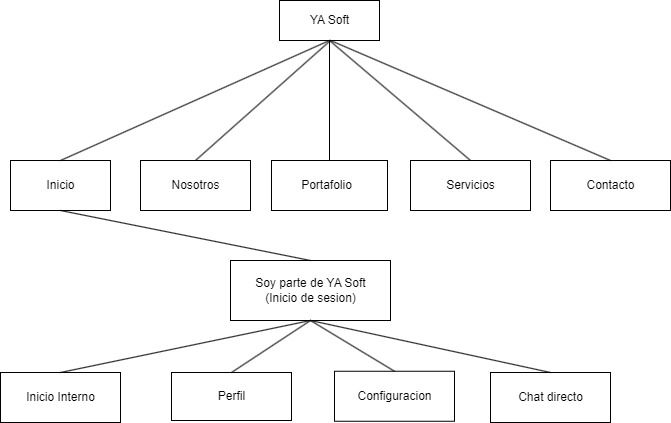 YA Soft
Inicio
Nosotros
Portafolio
Servicios
Contacto
Soy parte de YA Soft
(Inicio de sesion)
Inicio Interno
Perfil
Configuracion
Chat directo